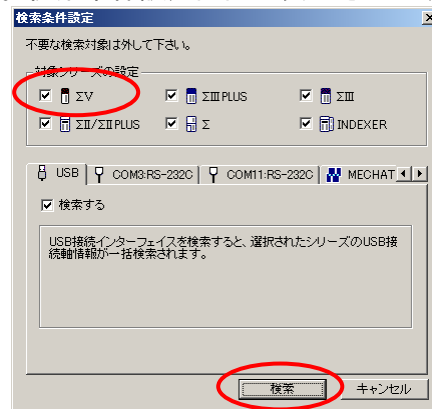 検索条件設定
不要な検索対象は外して下さい。
対象シリーズの設定
ΣV
ΣIII PLUS
ΣIII
ΣII/ΣII PLUS
Σ
INDEXER
USB
COM3:RS-232C
COM11:RS-232C
MECHAT
検索する
USB接続インターフェイスを検索すると、選択されたシリーズのUSB接
続軸情報が一括検索されます。
検索
キャンセル